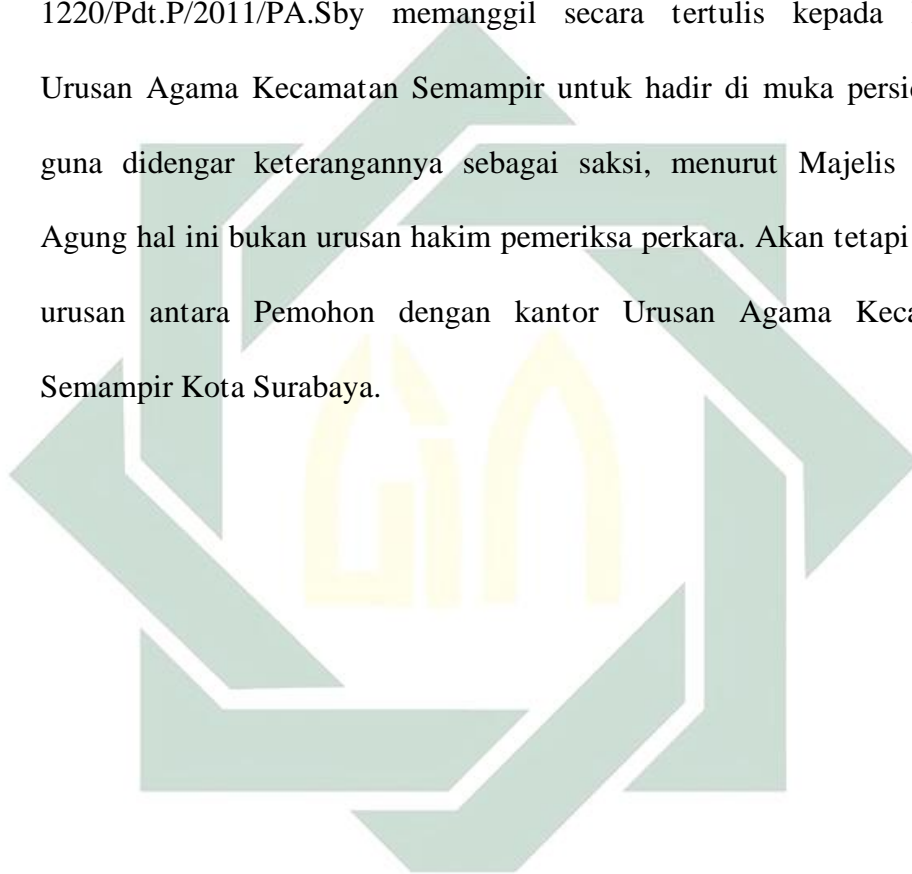 1220/Pdt.P/2011/PA.Sby memanggil secara tertulis kepada
Urusan Agama Kecamatan Semampir untuk hadir di muka
guna didengar keterangannya sebagai saksi, menurut Majelis
Agung hal ini bukan urusan hakim pemeriksa perkara. Akan tetapi
urusan antara Pemohon dengan kantor Urusan Agama
Semampir Kota Surabaya.